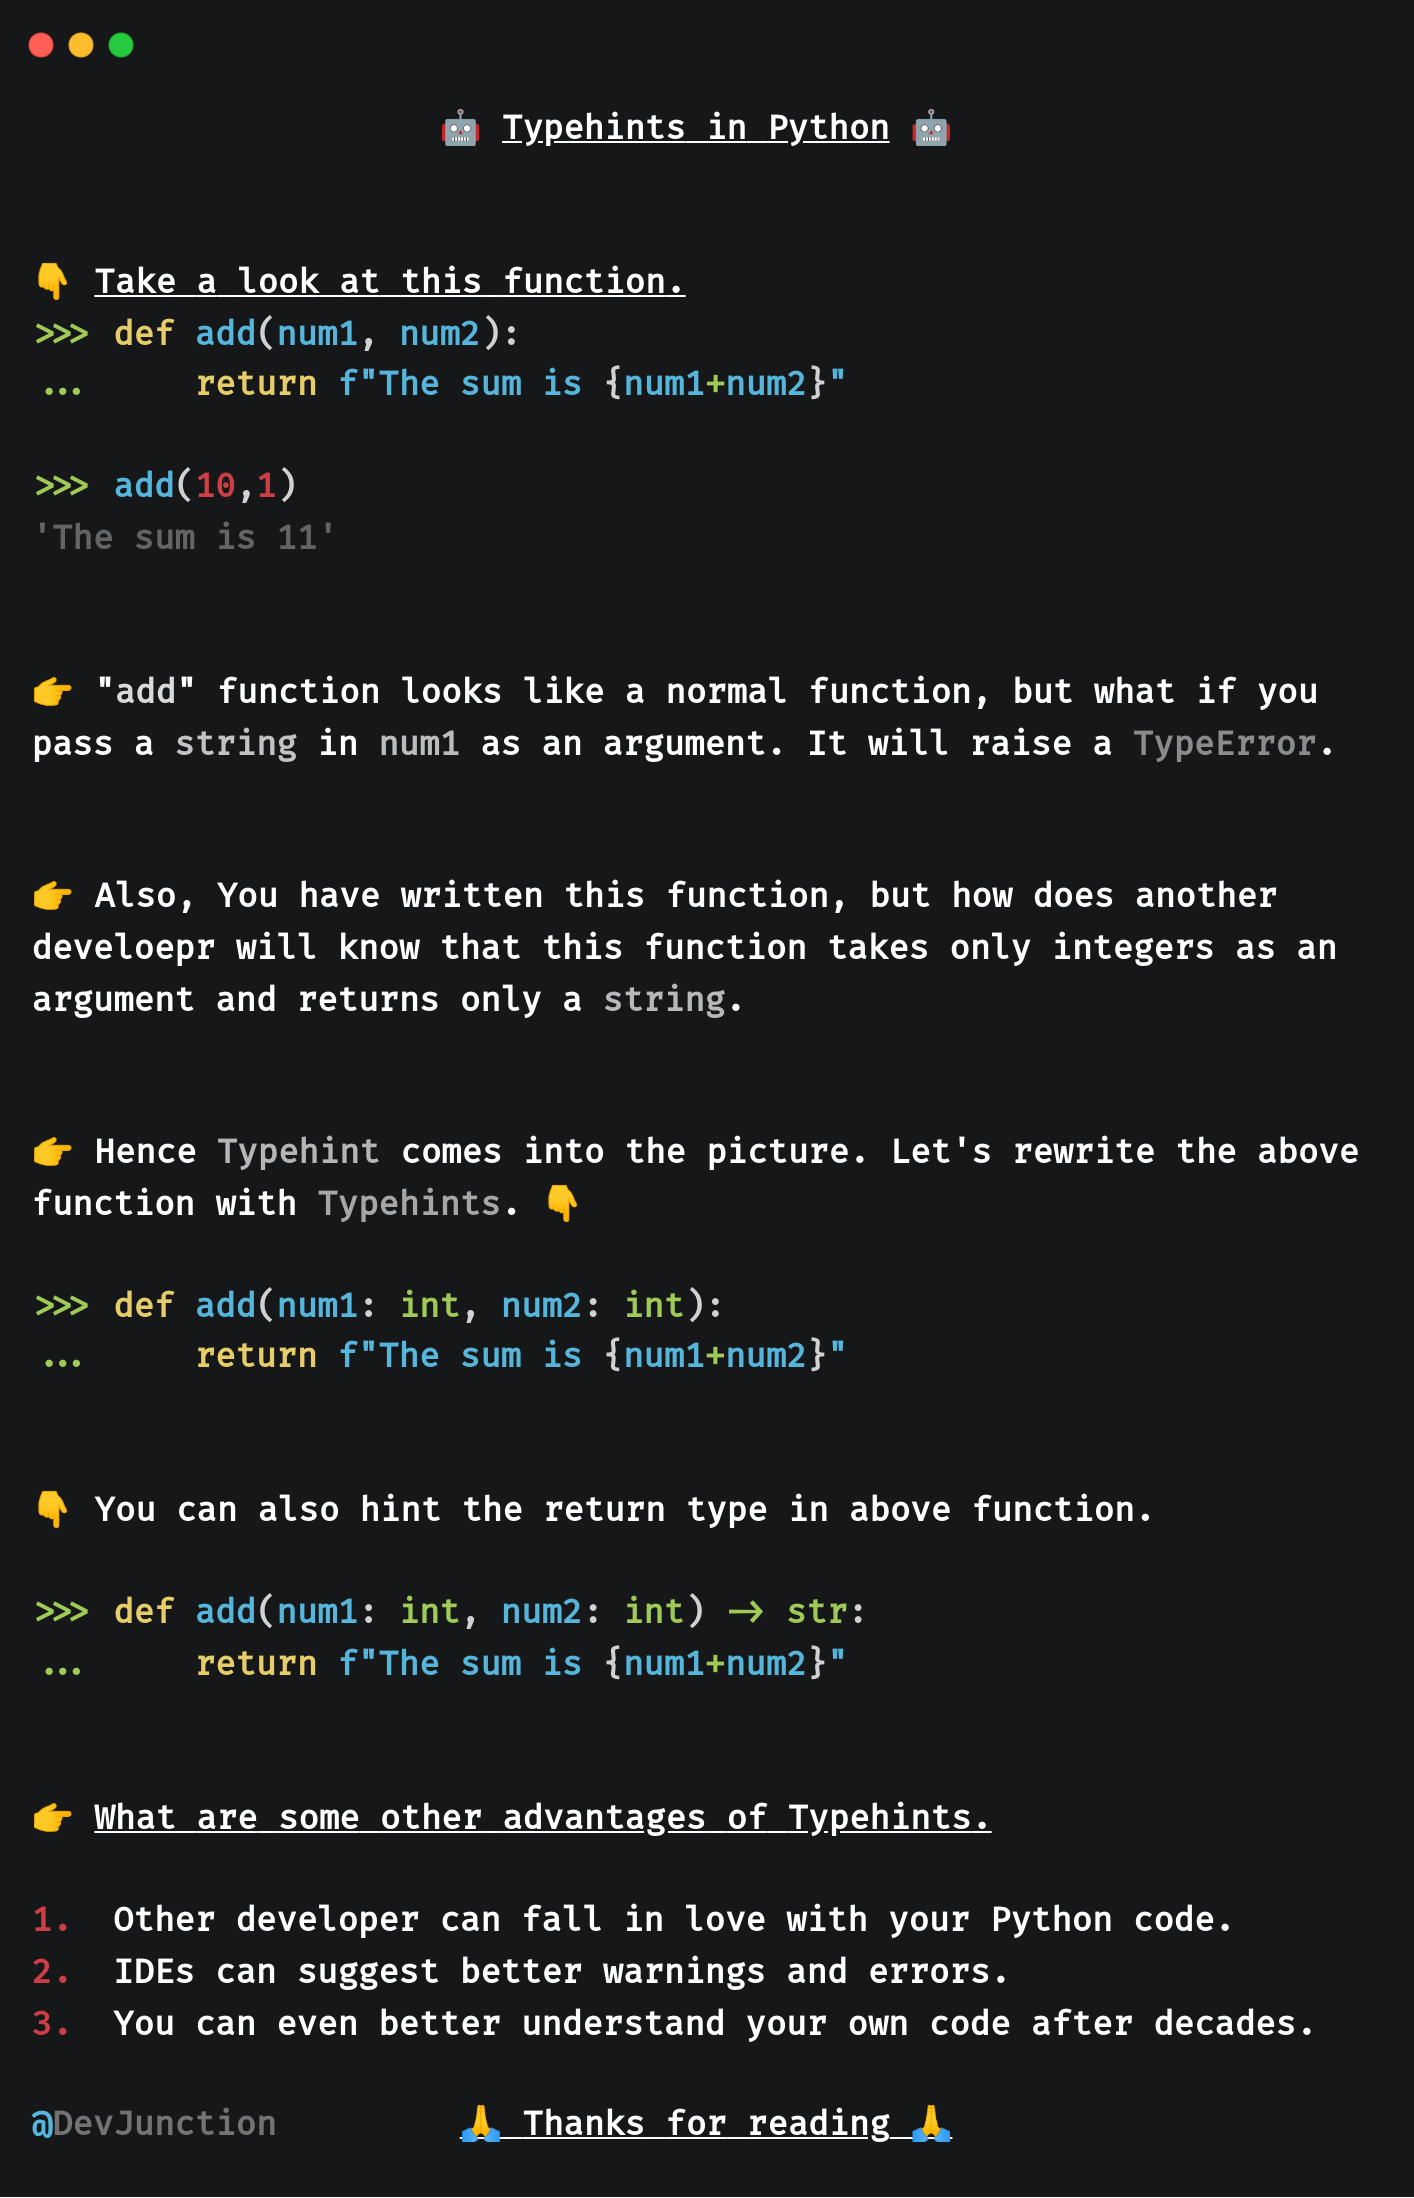 🤖 Typehints in Python 🤖
👇 Take a look at this function.
>>> def add(num1, num2):
...     return f"The sum is {num1+num2}"
>>> add(10,1)
'The sum is 11'
👉 "add" function looks like a normal function, but what if you
pass a string in num1 as an argument. It will raise a TypeError.
👉 Also, You have written this function, but how does another
develoepr will know that this function takes only integers as an
argument and returns only a string.
👉 Hence Typehint comes into the picture. Let's rewrite the above
function with Typehints. 👇
>>> def add(num1: int, num2: int):
...     return f"The sum is {num1+num2}"
👇 You can also hint the return type in above function.
>>> def add(num1: int, num2: int) -> str:
...     return f"The sum is {num1+num2}"
👉 What are some other advantages of Typehints.
1.  Other developer can fall in love with your Python code.
2.  IDEs can suggest better warnings and errors.
3.  You can even better understand your own code after decades.
@DevJunction         🙏 Thanks for reading 🙏